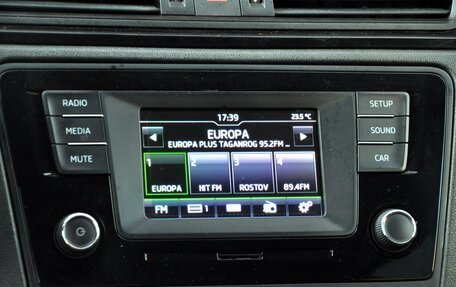 RADIO
MEDIA
MUTE
17:39
23.5 °C
EUROPA
EUROPA PLUS TAGANROG 95.2FM ...
1
2
3
4
EUROPA
HIT FM
ROSTOV
89.4FM
FM
1
SETUP
SOUND
CAR